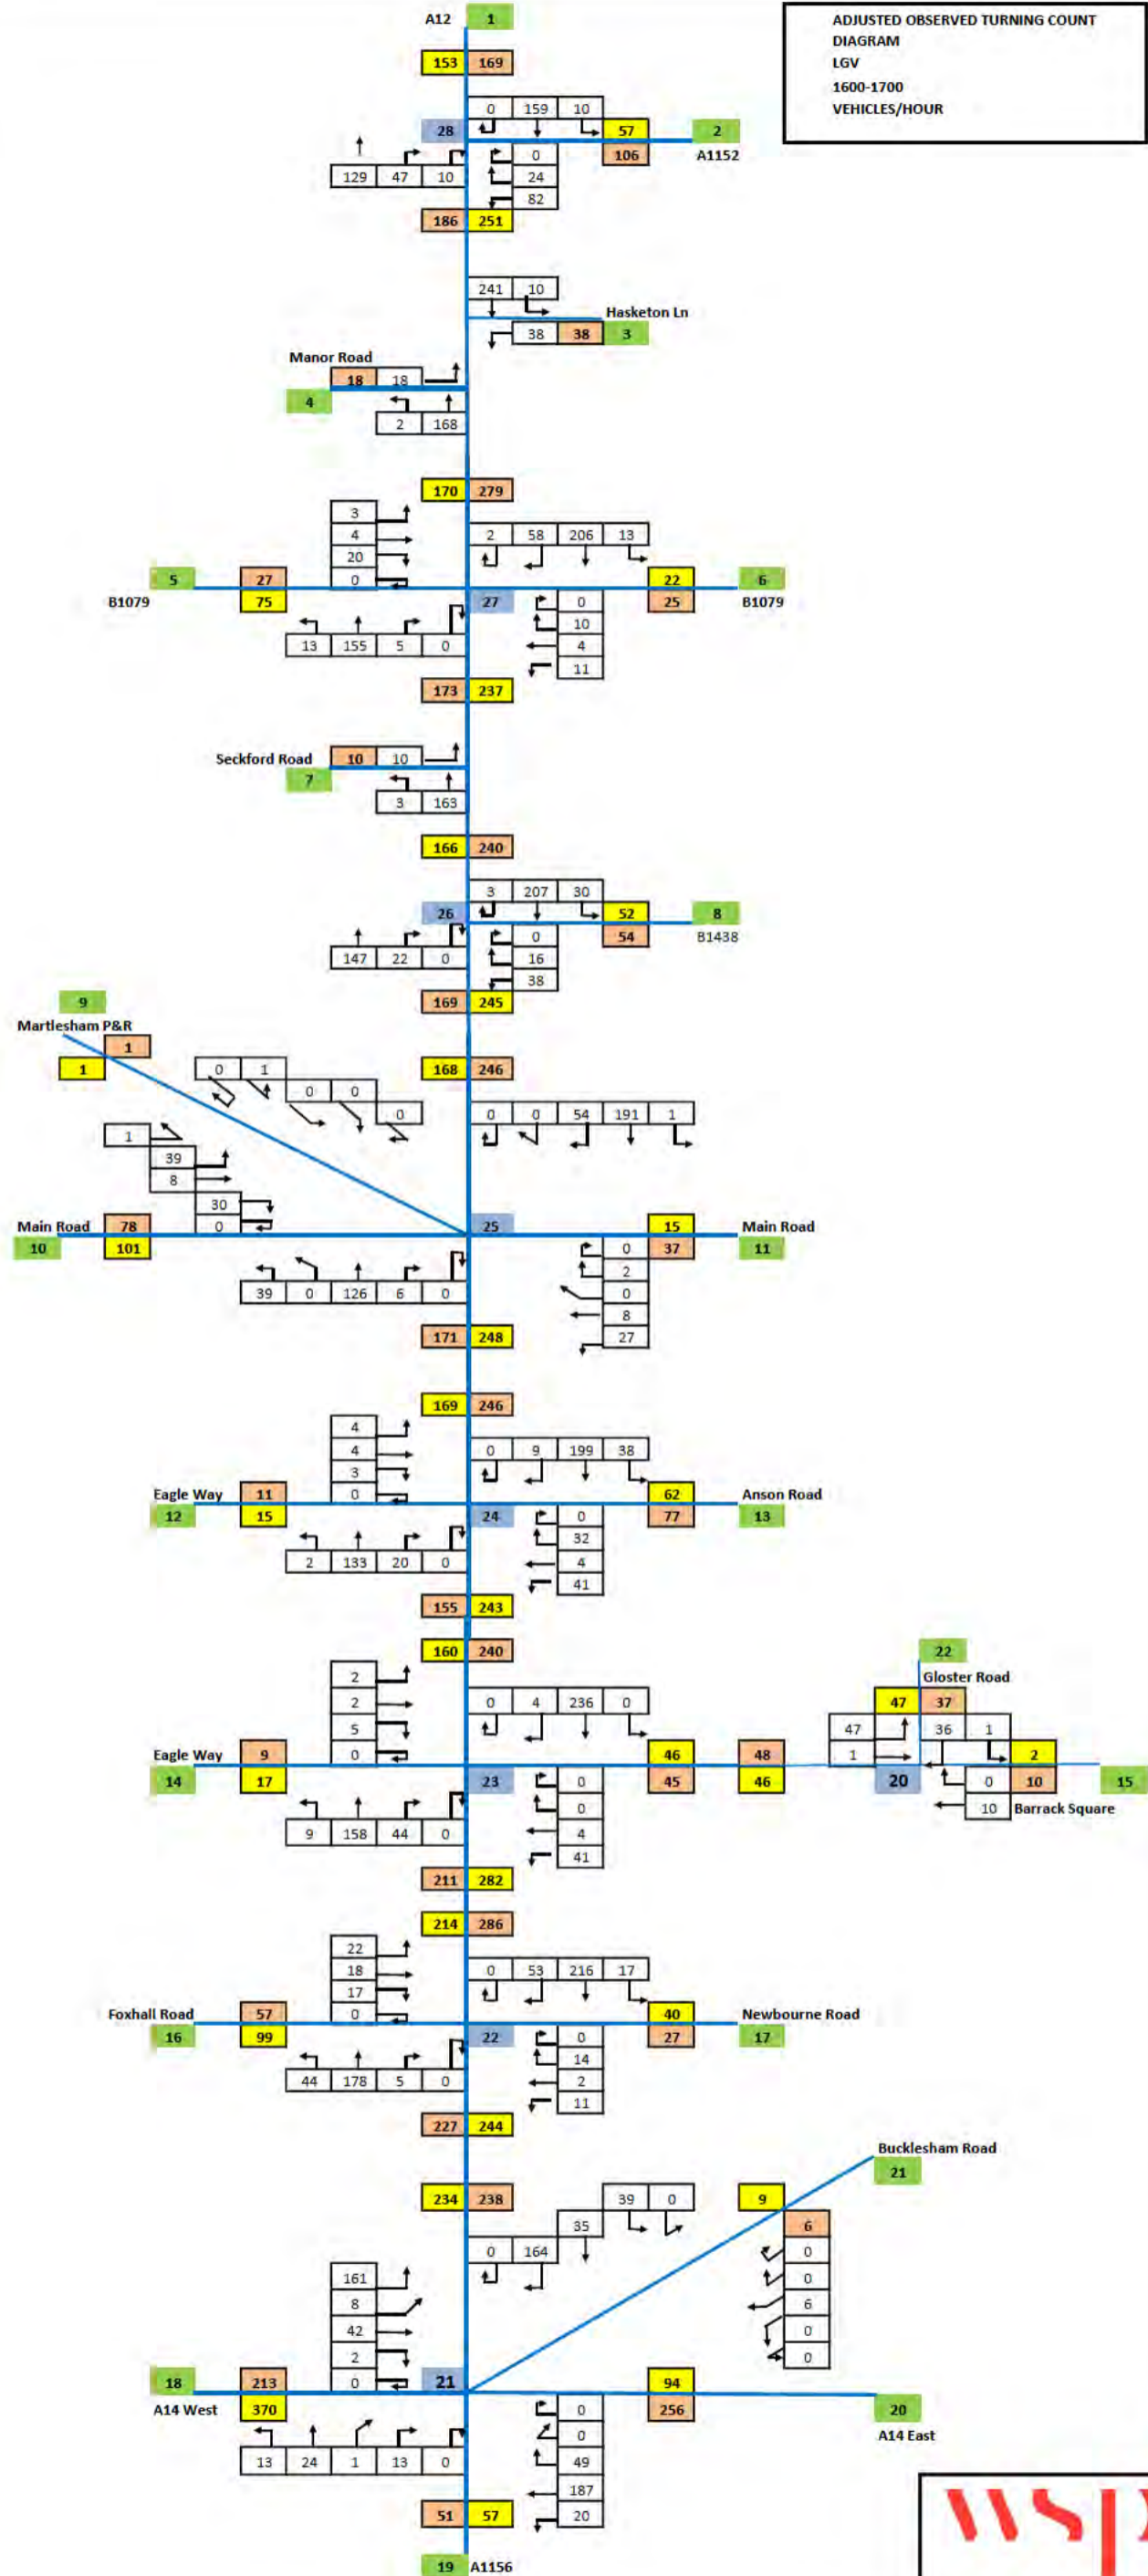 A12 1
ADJUSTED OBSERVED TURNING COUNT
DIAGRAM
LGV
1600-1700
VEHICLES/HOUR
153 169
0 159 10
28 57 2
0 106 A1152
129 47 10 24
82
186 251
241 10
Hasketon Ln
38 38 3
Manor Road
18 18
4
2 168
170 279
3
4 2 58 206 13
20
5 27 0 22 6
B1079 75 27 0 25 B1079
10
13 155 5 0 4
11
173 237
Seckford Road 10 10
7
3 163
166 240
3 207 30
26 52 8
0 54 B1438
147 22 0 16
38
169 245
9
Martlesham P&R
1
1 0 1 168 246
0 0
0 0 0 54 191 1
1
39
8
30
Main Road 78 0 25 15 Main Road
10 101 0 37 11
2
39 0 126 6 0 0
8
171 248 27
169 246
4
4 0 9 199 38
3
Eagle Way 11 0 62 Anson Road
12 15 24 0 77 13
32
2 133 20 0 4
41
155 243
160 240 22
2 Gloster Road
2 0 4 236 0 47 37
5 47 36 1
Eagle Way 9 0 46 48 1 2
14 17 23 0 45 46 20 0 10 15
0 10 Barrack Square
9 158 44 0 4
41
211 282
214 286
22
18 0 53 216 17
17
Foxhall Road 57 0 40 Newbourne Road
16 99 22 0 27 17
14
44 178 5 0 2
11
227 244
Bucklesham Road
21
234 238 39 0 9
35 6
0 164 0
161 0
8 6
42 0
2 0
18 213 0 21 94
A14 West 370 0 256 20
0 A14 East
13 24 1 13 0 49
187
51 57 20
19 A1156
wsp